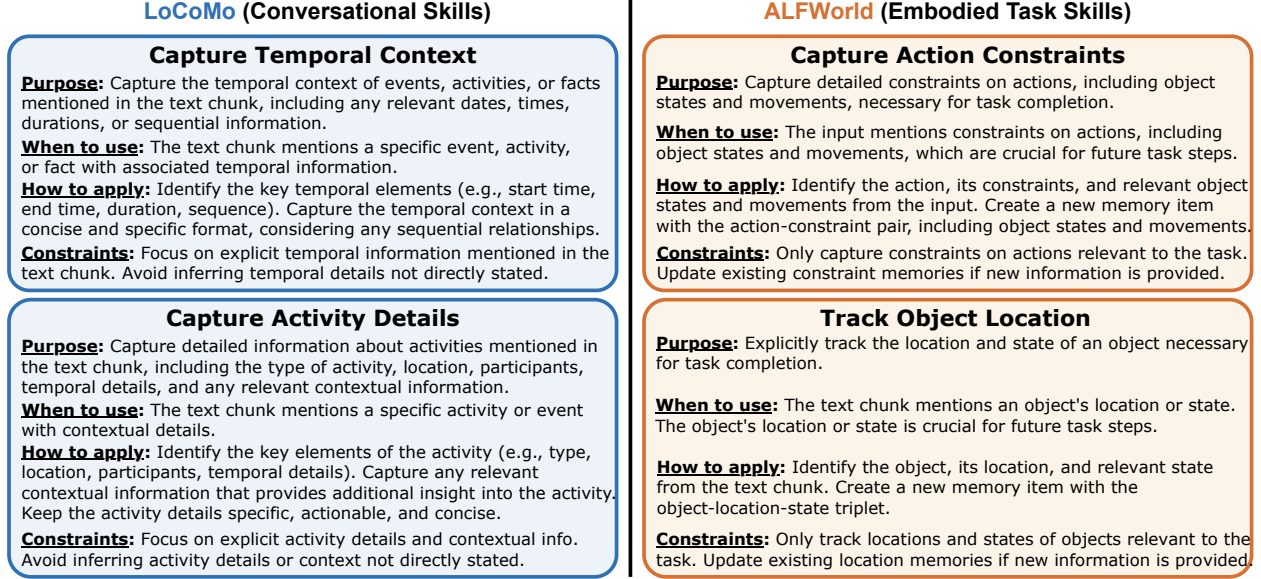 LoCoMo (Conversational Skills)
Capture Temporal Context
Purpose: Capture the temporal context of events, activities, or facts
mentioned in the text chunk, including any relevant dates, times,
durations, or sequential information.
When to use: The text chunk mentions a specific event, activity,
or fact with associated temporal information.
How to apply: Identify the key temporal elements (e.g., start time,
end time, duration, sequence). Capture the temporal context in a
concise and specific format, considering any sequential relationships.
Constraints: Focus on explicit temporal information mentioned in the
text chunk. Avoid inferring temporal details not directly stated.
Capture Activity Details
Purpose: Capture detailed information about activities mentioned in
the text chunk, including the type of activity, location, participants,
temporal details, and any relevant contextual information.
When to use: The text chunk mentions a specific activity or event
with contextual details.
How to apply: Identify the key elements of the activity (e.g., type,
location, participants, temporal details). Capture any relevant
contextual information that provides additional insight into the activity.
Keep the activity details specific, actionable, and concise.
Constraints: Focus on explicit activity details and contextual info.
Avoid inferring activity details or context not directly stated.
ALFWorld (Embodied Task Skills)
Capture Action Constraints
Purpose: Capture detailed constraints on actions, including object
states and movements, necessary for task completion.
When to use: The input mentions constraints on actions, including
object states and movements, which are crucial for future task steps.
How to apply: Identify the action, its constraints, and relevant object
states and movements from the input. Create a new memory item
with the action-constraint pair, including object states and movements.
Constraints: Only capture constraints on actions relevant to the task.
Update existing constraint memories if new information is provided.
Track Object Location
Purpose: Explicitly track the location and state of an object necessary
for task completion.
When to use: The text chunk mentions an object's location or state.
The object's location or state is crucial for future task steps.
How to apply: Identify the object, its location, and relevant state
from the text chunk. Create a new memory item with the
object-location-state triplet.
Constraints: Only track locations and states of objects relevant to the
task. Update existing location memories if new information is provided.